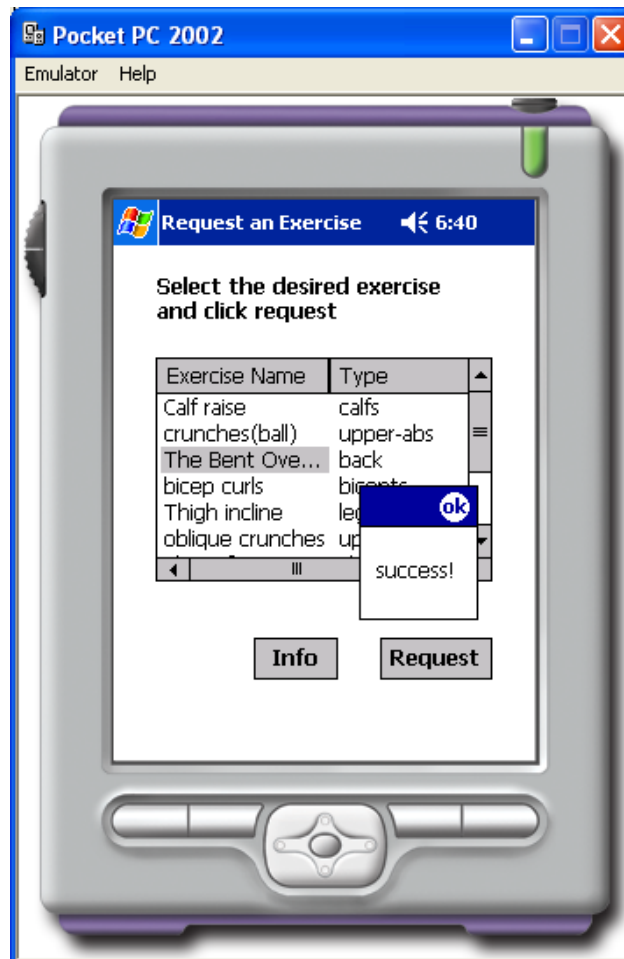 Pocket PC 2002
Emulator Help
Request an Exercise 6:40
Select the desired exercise
and click request
Exercise Name Type
Calf raise calfs
crunches(ball) upper-abs
The Bent Ove... back
bicep curls
Thigh incline
oblique crunches
ok
success!
Info Request